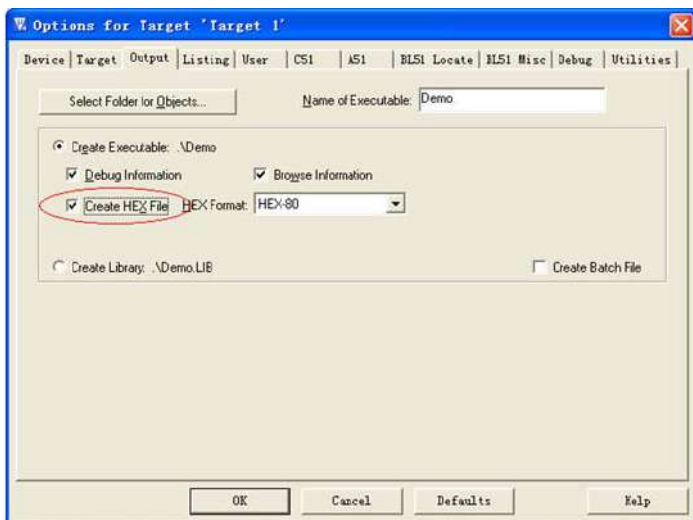 Options for Target 'Target 1'
Device Target Output Listing User C51 A51 BL51 Locate BL51 Misc Debug Utilities
Select Folder for Objects... Name of Executable: Demo
Create Executable: .\Demo
Debug Information Browse Information
Create HEX File HEX Format: HEX-80
Create Library: .\Demo.LIB Create Batch File
OK Cancel Defaults Help